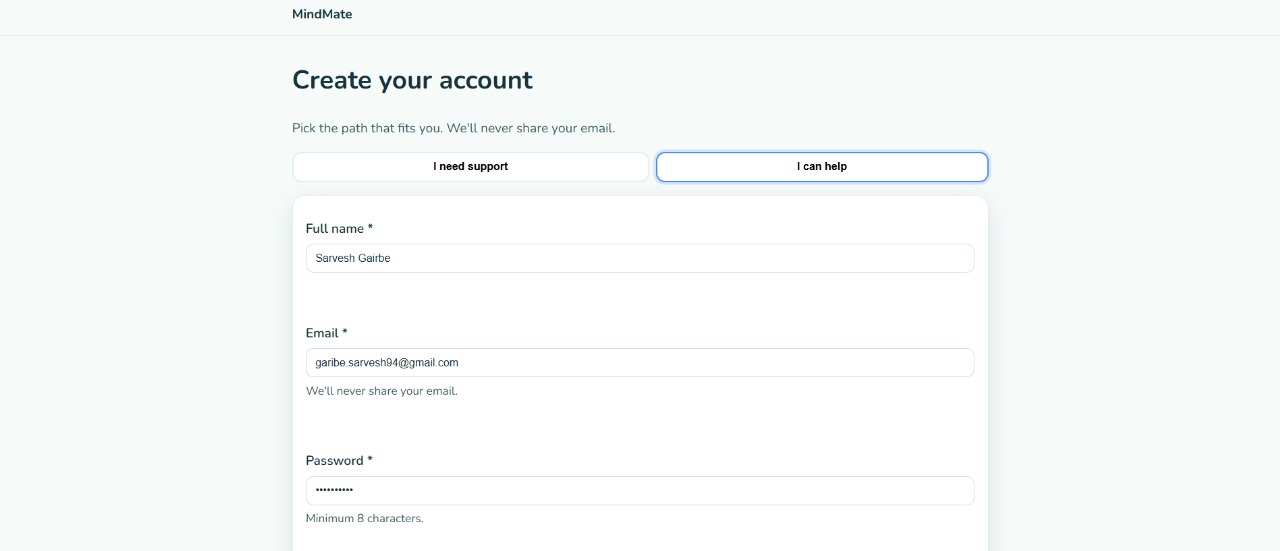 MindMate
Create your account
Pick the path that fits you. We'll never share your email.
I need support
I can help
Full name *
Sarvesh Gairbe
Email *
garibe.sarvesh94@gmail.com
We'll never share your email.
Password *
••••••••••
Minimum 8 characters.